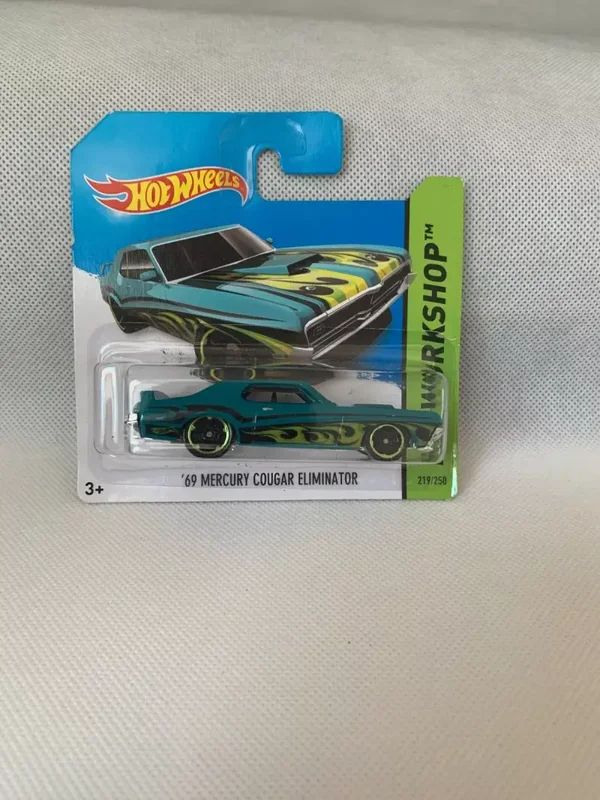 HOT WHEELS
WORKSHOP™
'69 MERCURY COUGAR ELIMINATOR
3+
219/250